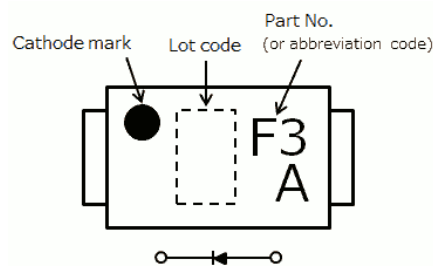 Part No.
(or abbreviation code)
Cathode mark
Lot code
F3
A